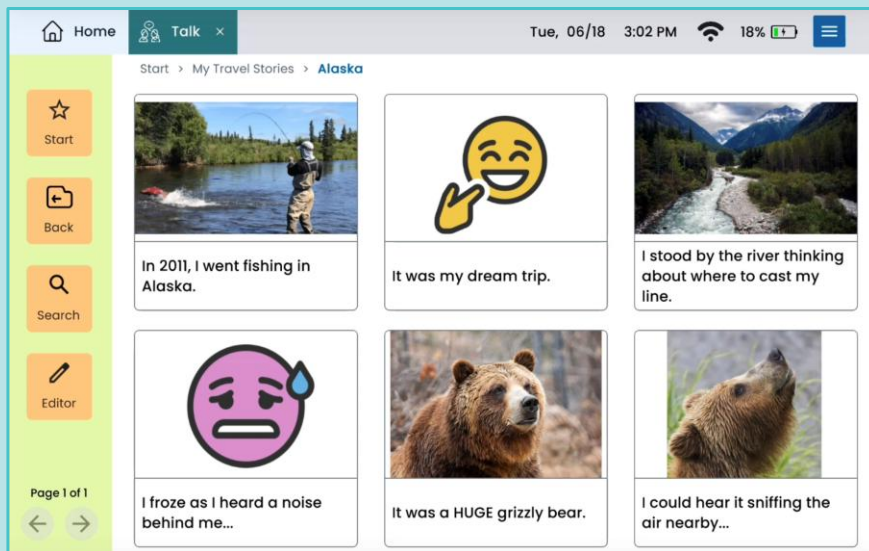 Home
Talk ×
Tue, 06/18 3:02 PM 18%
Start > My Travel Stories > Alaska
Start
Back
Search
Editor
Page 1 of 1
In 2011, I went fishing in
Alaska.
It was my dream trip.
I stood by the river thinking
about where to cast my
line.
I froze as I heard a noise
behind me...
It was a HUGE grizzly bear.
I could hear it sniffing the
air nearby...